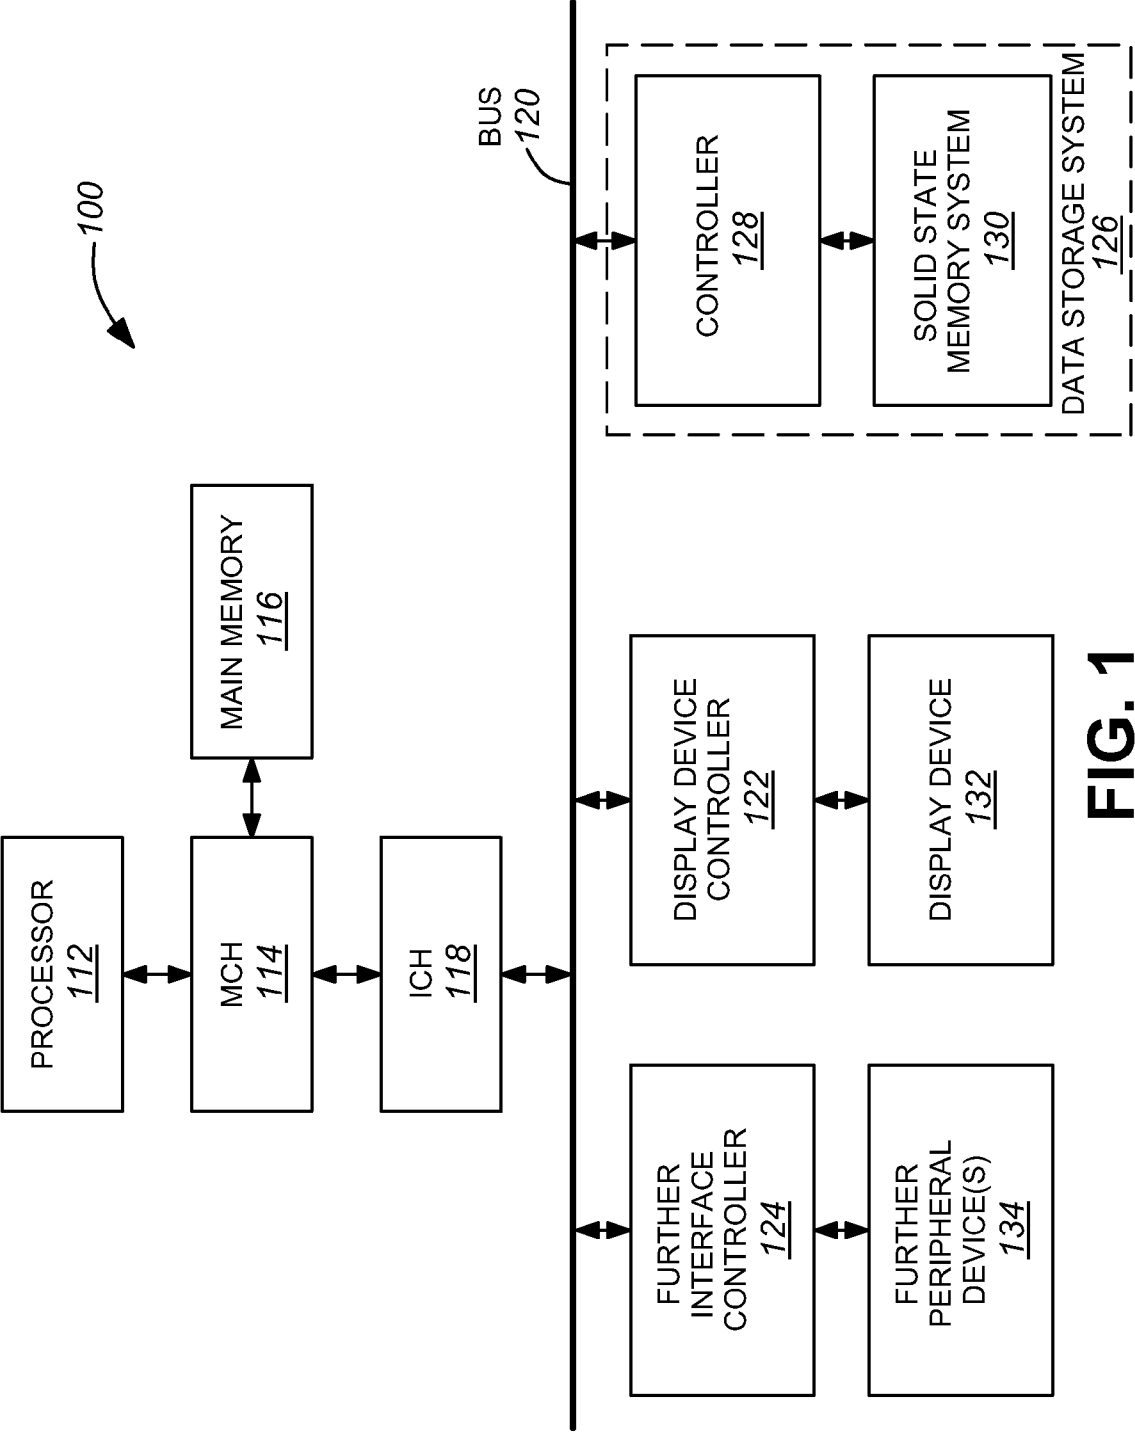 100
PROCESSOR
112
MCH
114
MAIN MEMORY
116
ICH
118
BUS
120
FURTHER
INTERFACE
CONTROLLER
124
DISPLAY DEVICE
CONTROLLER
122
CONTROLLER
128
FURTHER
PERIPHERAL
DEVICE(S)
134
DISPLAY DEVICE
132
SOLID STATE
MEMORY SYSTEM
130
DATA STORAGE SYSTEM
126
FIG. 1